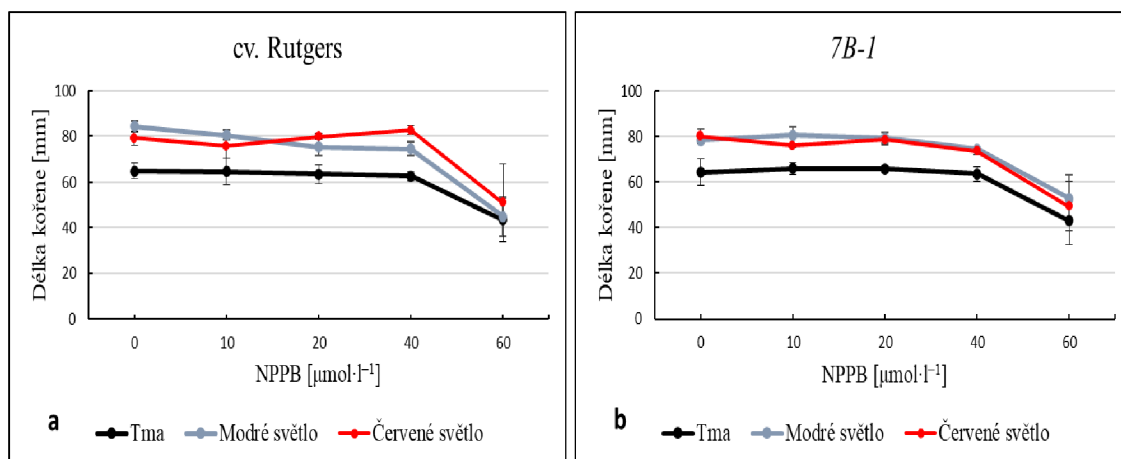 cv. Rutgers
100
80
60
40
20
0
Délka kořene [mm]
0 10 20 40 60
NPPB [μmol·l⁻¹]
a
Tma Modré světlo Červené světlo
7B-1
100
80
60
40
20
0
Délka kořene [mm]
0 10 20 40 60
NPPB [μmol·l⁻¹]
b
Tma Modré světlo Červené světlo